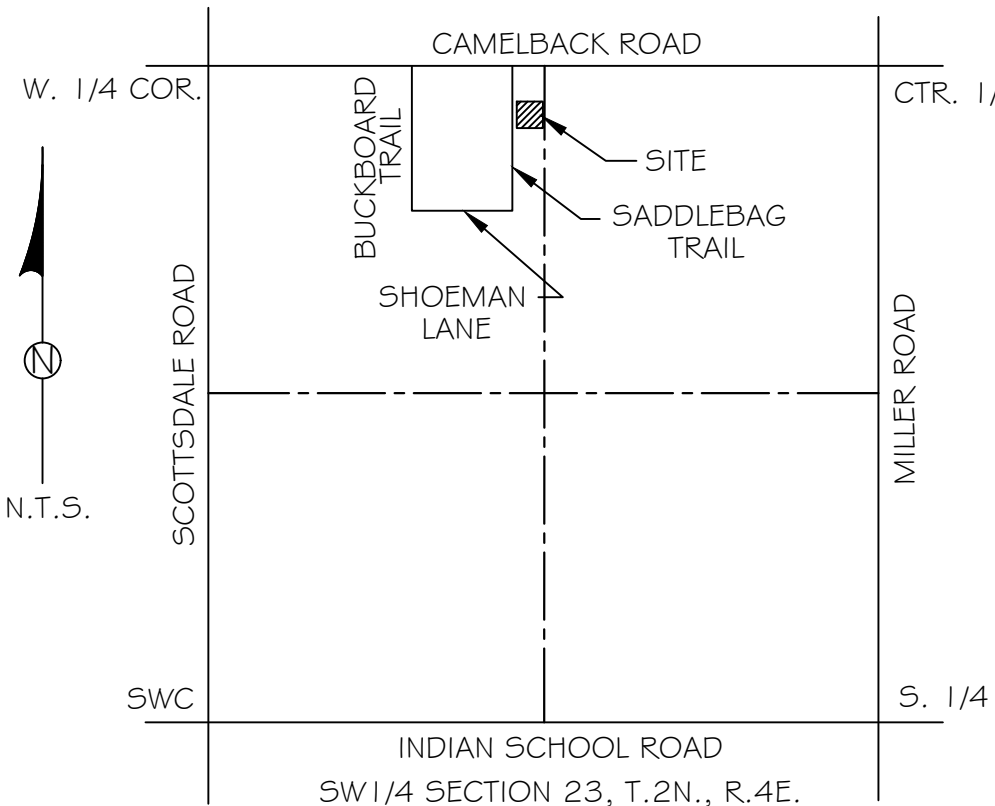 CAMELBACK ROAD
W. 1/4 COR.
CTR. 1/
BUCKBOARD
TRAIL
SITE
SADDLEBAG
TRAIL
SHOEMAN
LANE
SCOTTSDALE ROAD
MILLER ROAD
N
N.T.S.
SWC
S. 1/4
INDIAN SCHOOL ROAD
SW1/4 SECTION 23, T.2N., R.4E.